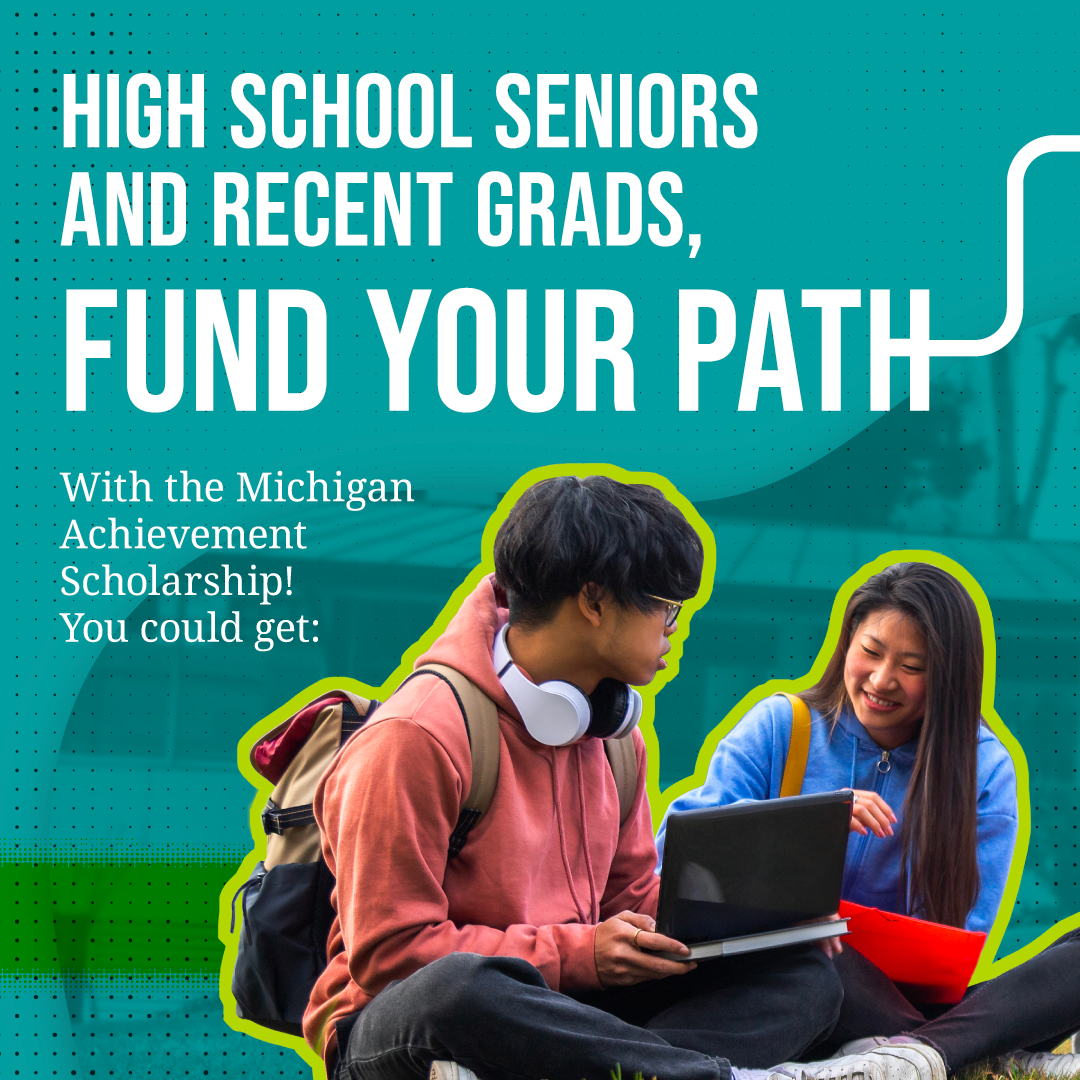 HIGH SCHOOL SENIORS
AND RECENT GRADS,
FUND YOUR PATH
With the Michigan
Achievement
Scholarship!
You could get: